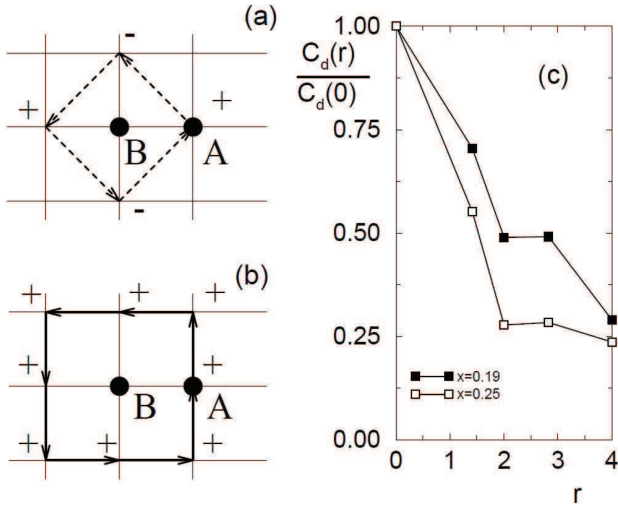 (a)
-
+
+
B
A
-
(b)
+
+
+
+
+
B
A
+
+
+
C_d(r)
C_d(0)
(c)
1.00
0.75
0.50
0.25
0.00
x=0.19
x=0.25
0
1
2
3
4
r